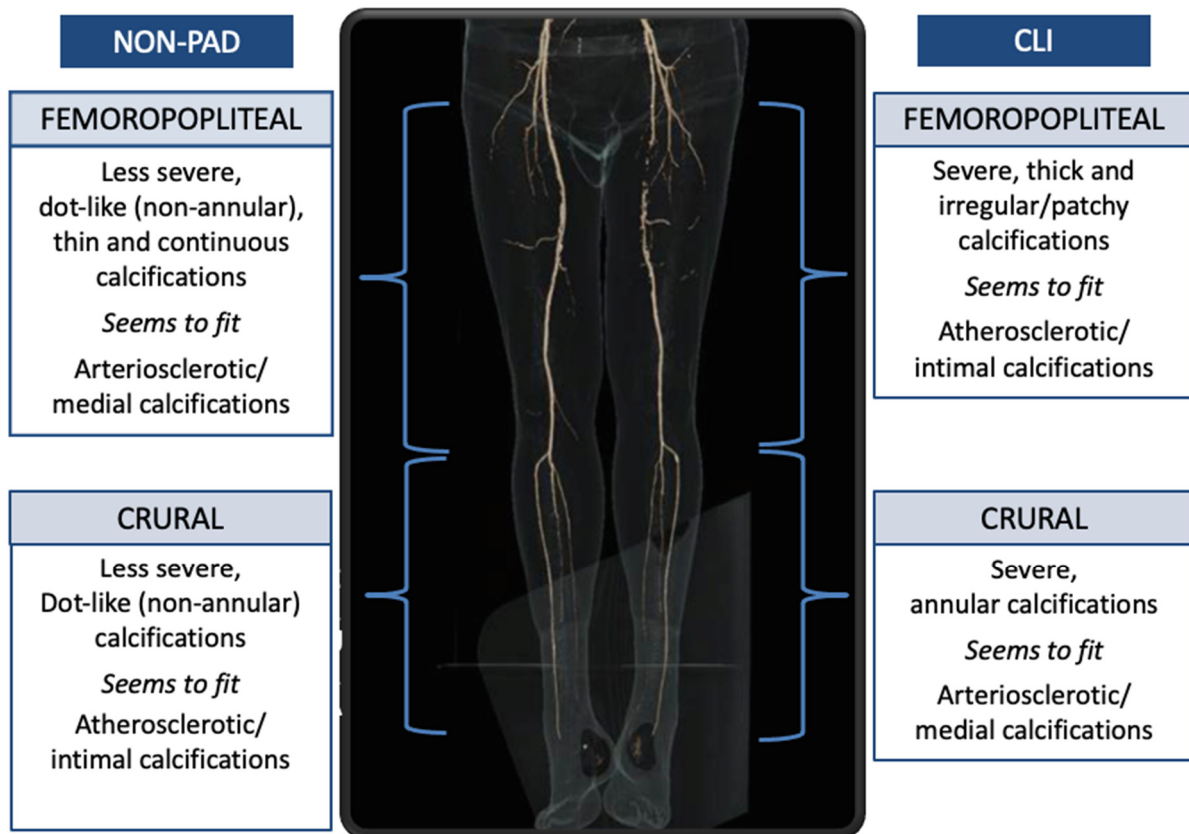 NON-PAD
FEMOROPOPLITEAL
Less severe,
dot-like (non-annular),
thin and continuous
calcifications
Seems to fit
Arteriosclerotic/
medial calcifications
CRURAL
Less severe,
Dot-like (non-annular)
calcifications
Seems to fit
Atherosclerotic/
intimal calcifications
CLI
FEMOROPOPLITEAL
Severe, thick and
irregular/patchy
calcifications
Seems to fit
Atherosclerotic/
intimal calcifications
CRURAL
Severe,
annular calcifications
Seems to fit
Arteriosclerotic/
medial calcifications